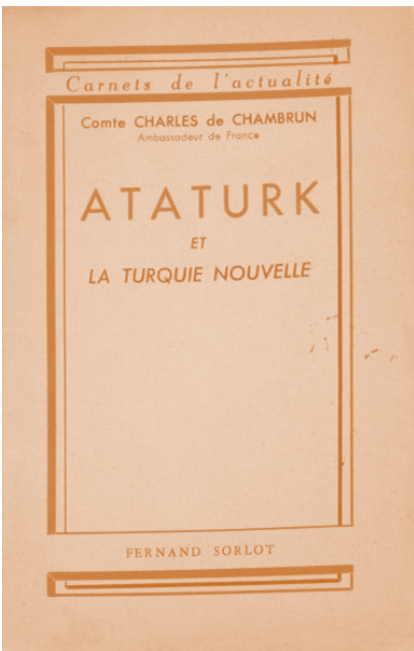 Carnets de l'actualité
Comte CHARLES de CHAMBRUN
Ambassadeur de France
ATATURK
ET
LA TURQUIE NOUVELLE
FERNAND SORLOT